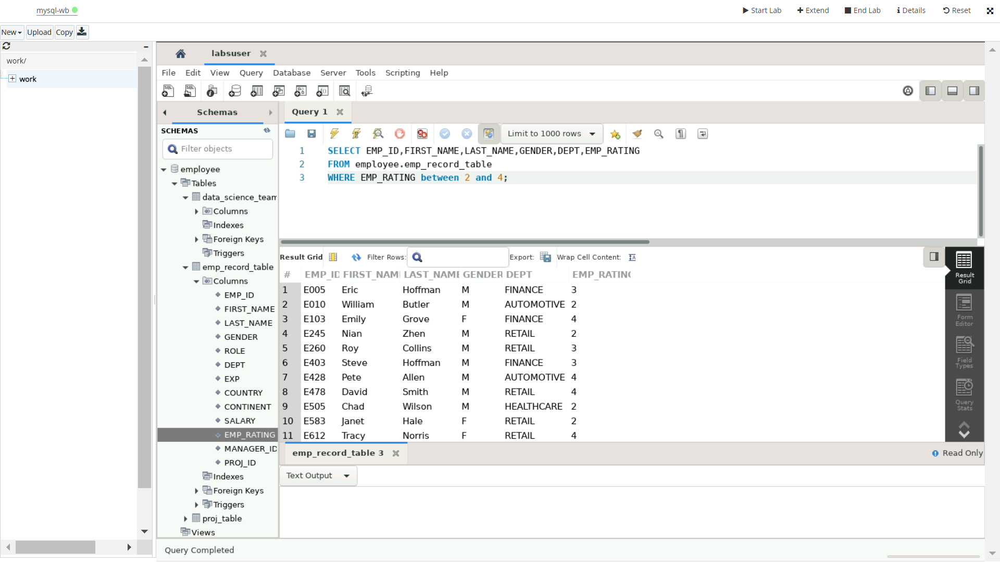 mysql-wb
Start Lab Extend End Lab Details Reset
New Upload Copy
work/
work
labsuser
File Edit View Query Database Server Tools Scripting Help
Schemas
SCHEMAS
Filter objects
employee
Tables
data_science_team
Columns
Indexes
Foreign Keys
Triggers
emp_record_table
Columns
EMP_ID
FIRST_NAME
LAST_NAME
GENDER
ROLE
DEPT
EXP
COUNTRY
CONTINENT
SALARY
EMP_RATING
MANAGER_ID
PROJ_ID
Indexes
Foreign Keys
Triggers
proj_table
Views
Query 1
Limit to 1000 rows
1 SELECT EMP_ID,FIRST_NAME,LAST_NAME,GENDER,DEPT,EMP_RATING
2 FROM employee.emp_record_table
3 WHERE EMP_RATING between 2 and 4;
Result Grid Filter Rows: Export: Wrap Cell Content:
# EMP_ID FIRST_NAME LAST_NAME GENDER DEPT EMP_RATING
1 E005 Eric Hoffman M FINANCE 3
2 E010 William Butler M AUTOMOTIVE 2
3 E103 Emily Grove F FINANCE 4
4 E245 Nian Zhen M RETAIL 2
5 E260 Roy Collins M RETAIL 3
6 E403 Steve Hoffman M FINANCE 3
7 E428 Pete Allen M AUTOMOTIVE 4
8 E478 David Smith M RETAIL 4
9 E505 Chad Wilson M HEALTHCARE 2
10 E583 Janet Hale F RETAIL 2
11 E612 Tracy Norris F RETAIL 4
Result
Grid
Form
Editor
Field
Types
Query
Stats
emp_record_table 3
Read Only
Text Output
Query Completed